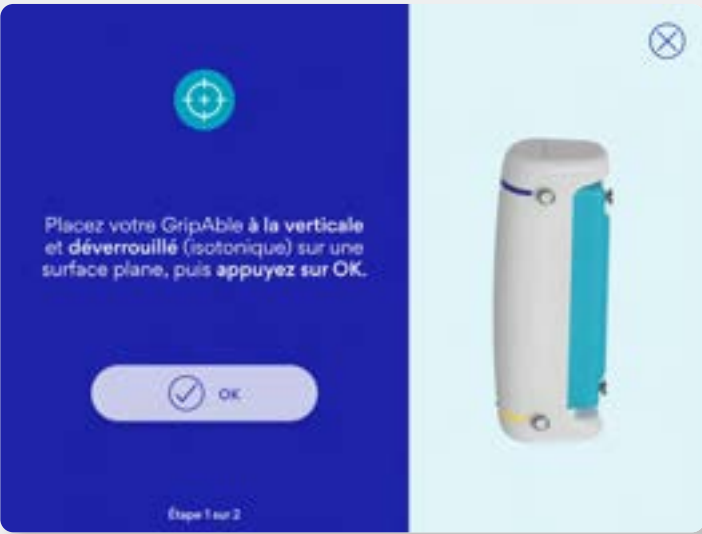 Placez votre GripAble à la verticale
et déverrouillé (isotonique) sur une
surface plane, puis appuyez sur OK.
OK
Étape 1 sur 2